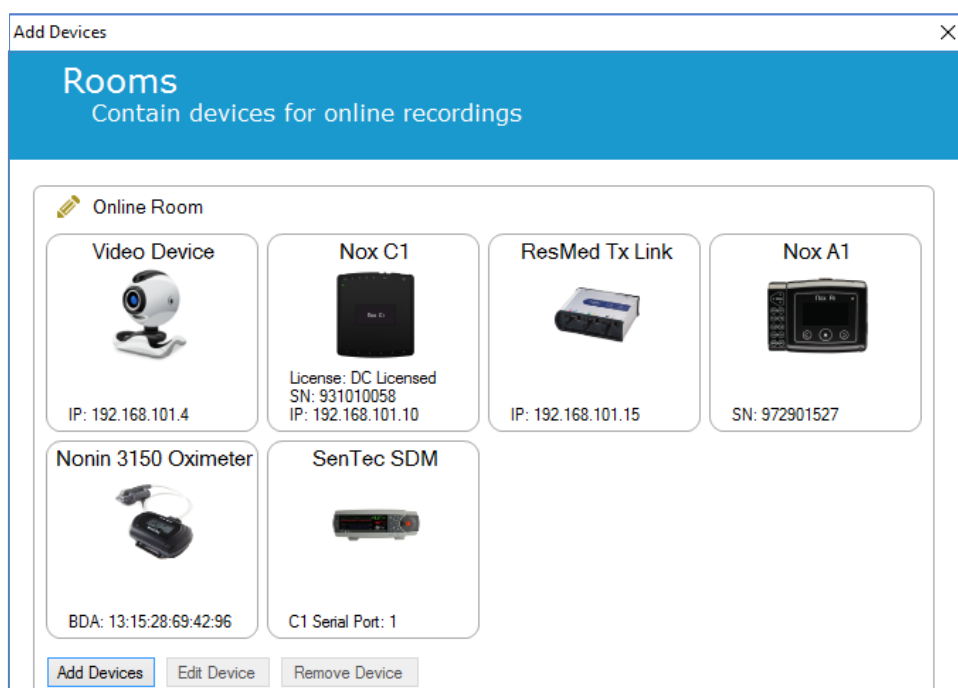 Add Devices
Rooms
Contain devices for online recordings
Online Room
Video Device
IP: 192.168.101.4
Nox C1
Nox C1
License: DC Licensed
SN: 931010058
IP: 192.168.101.10
ResMed Tx Link
IP: 192.168.101.15
Nox A1
Nox A1
SN: 972901527
Nonin 3150 Oximeter
BDA: 13:15:28:69:42:96
SenTec SDM
C1 Serial Port: 1
Add Devices
Edit Device
Remove Device